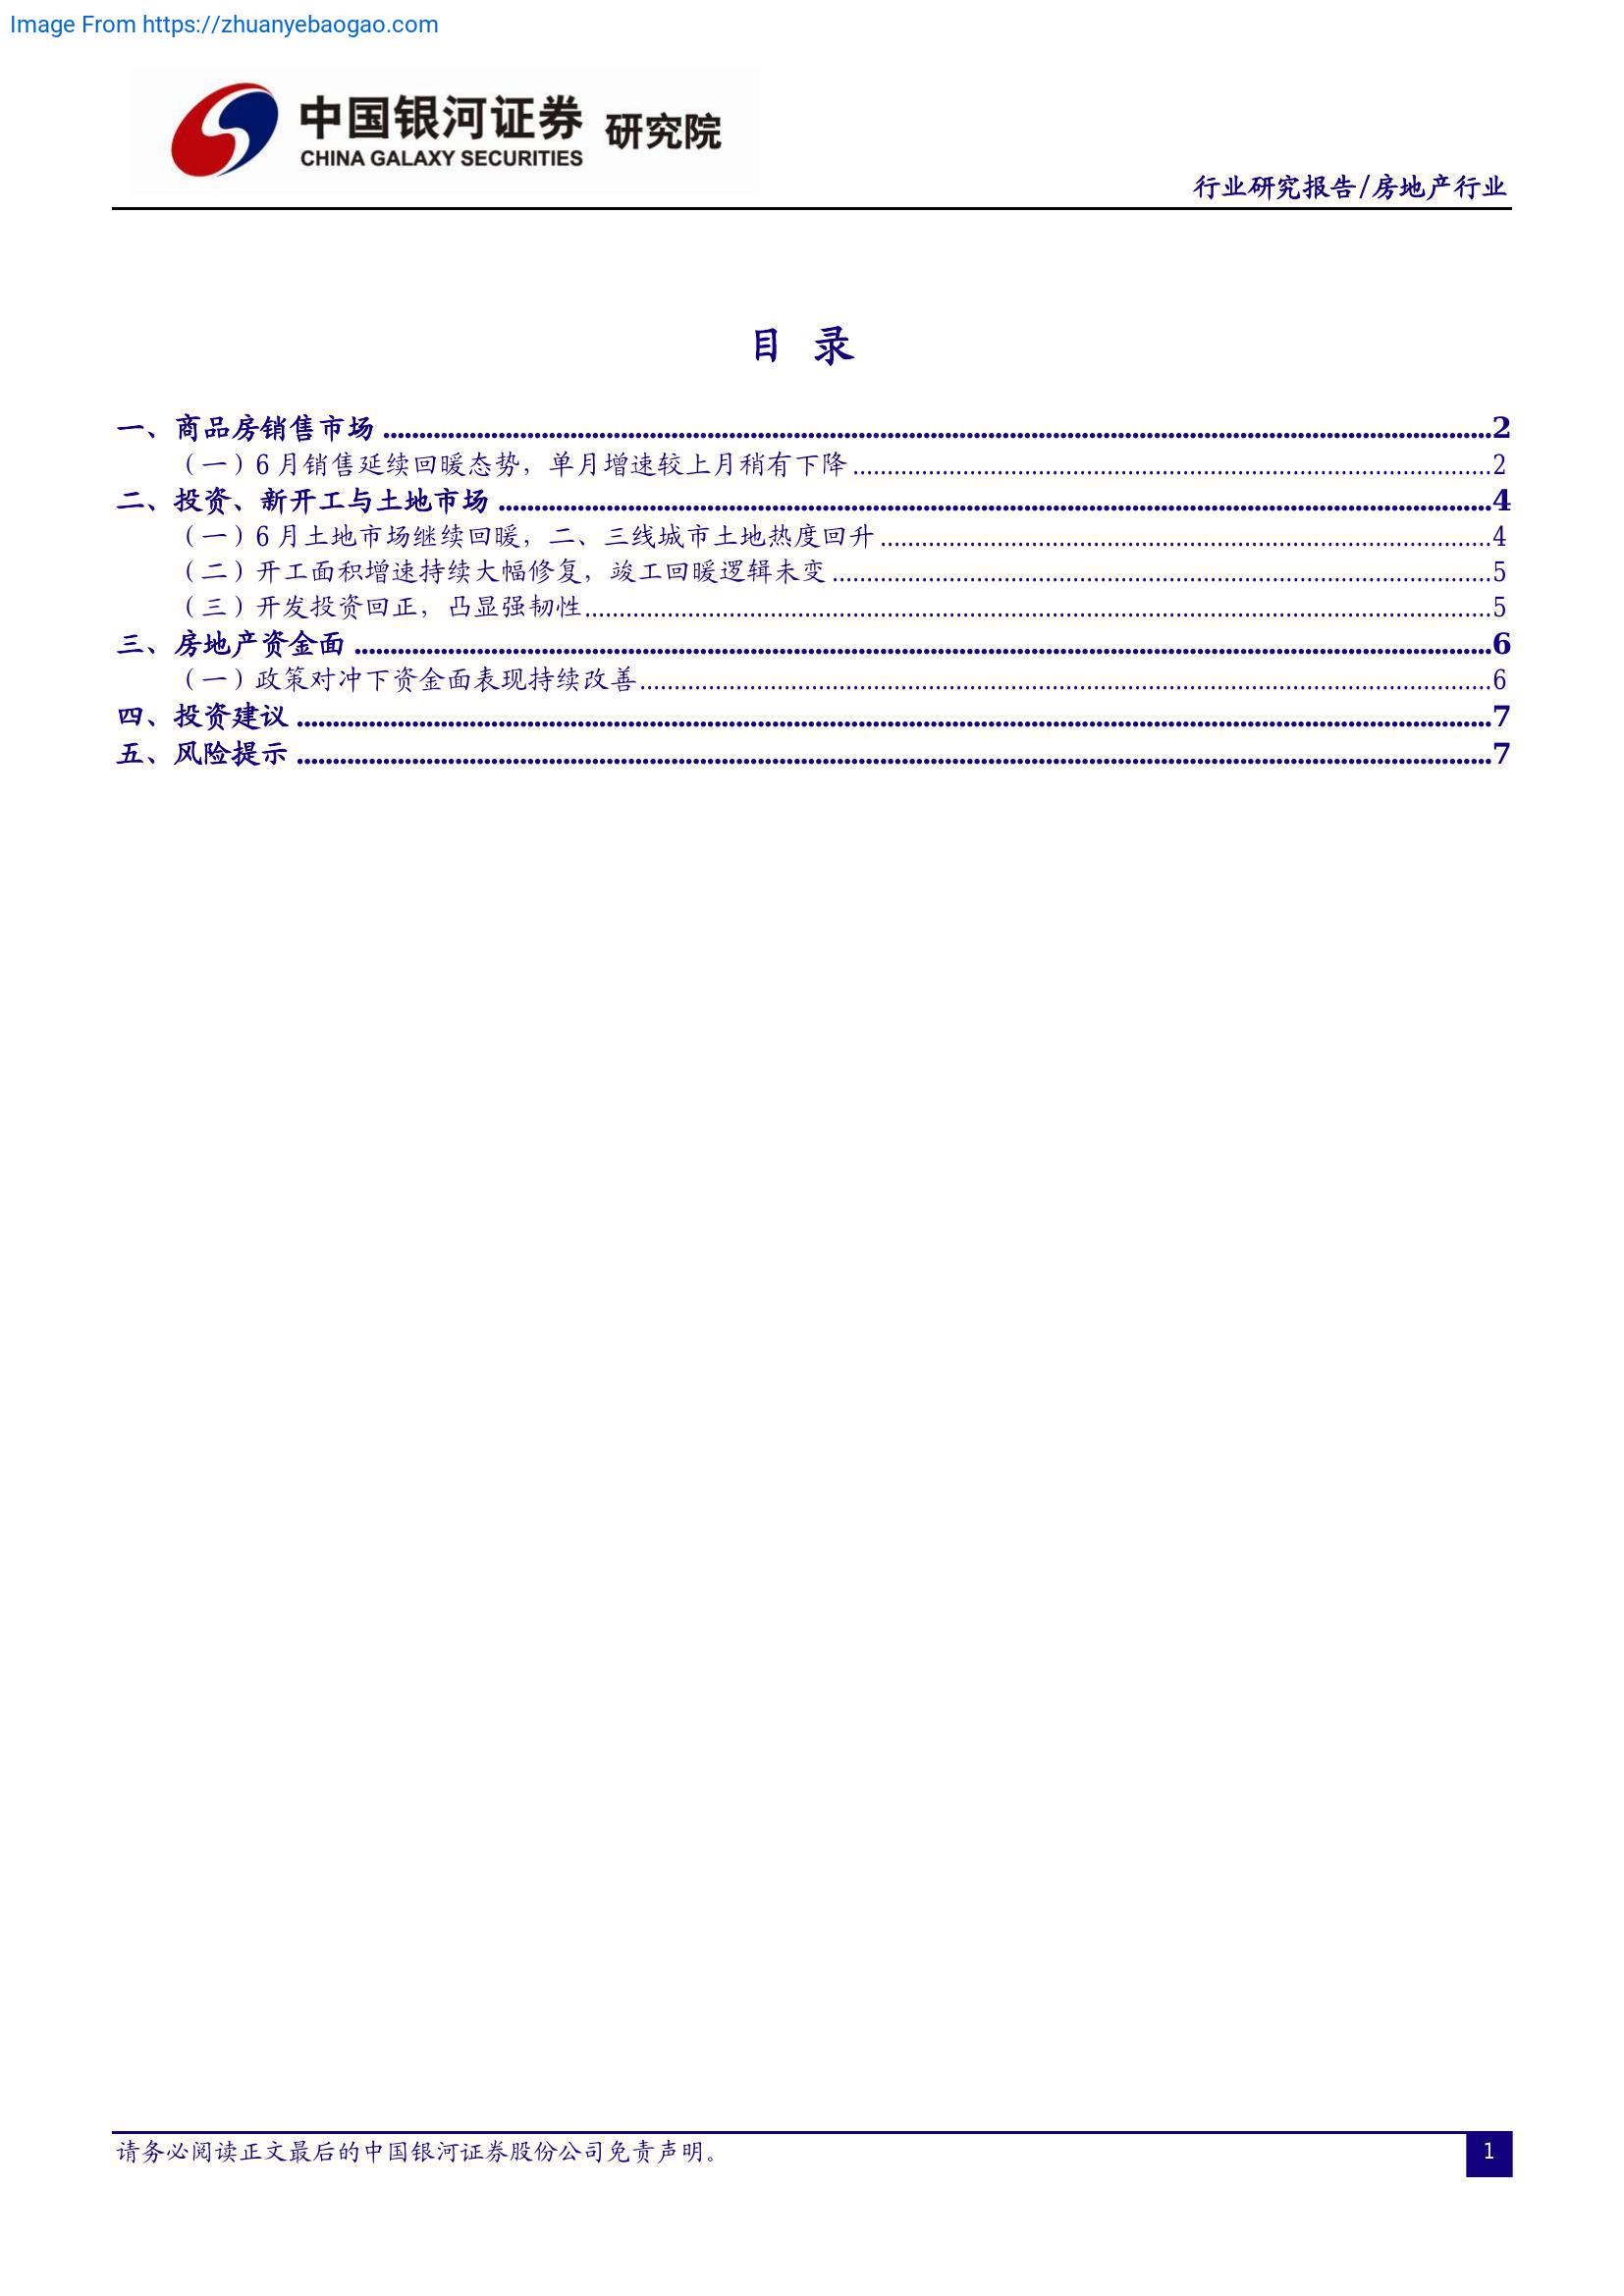 Image From https://zhuanyebaogao.com
中国银河证券 研究院
CHINA GALAXY SECURITIES
行业研究报告/房地产行业
目 录
一、商品房销售市场 ........................................ 2
（一）6 月销售延续回暖态势，单月增速较上月稍有下降 ........................................ 2
二、投资、新开工与土地市场 ........................................ 4
（一）6 月土地市场继续回暖，二、三线城市土地热度回升 ........................................ 4
（二）开工面积增速持续大幅修复，竣工回暖逻辑未变 ........................................ 5
（三）开发投资回正，凸显强韧性 ........................................ 5
三、房地产资金面 ........................................ 6
（一）政策对冲下资金面表现持续改善 ........................................ 6
四、投资建议 ........................................ 7
五、风险提示 ........................................ 7
请务必阅读正文最后的中国银河证券股份公司免责声明。
1